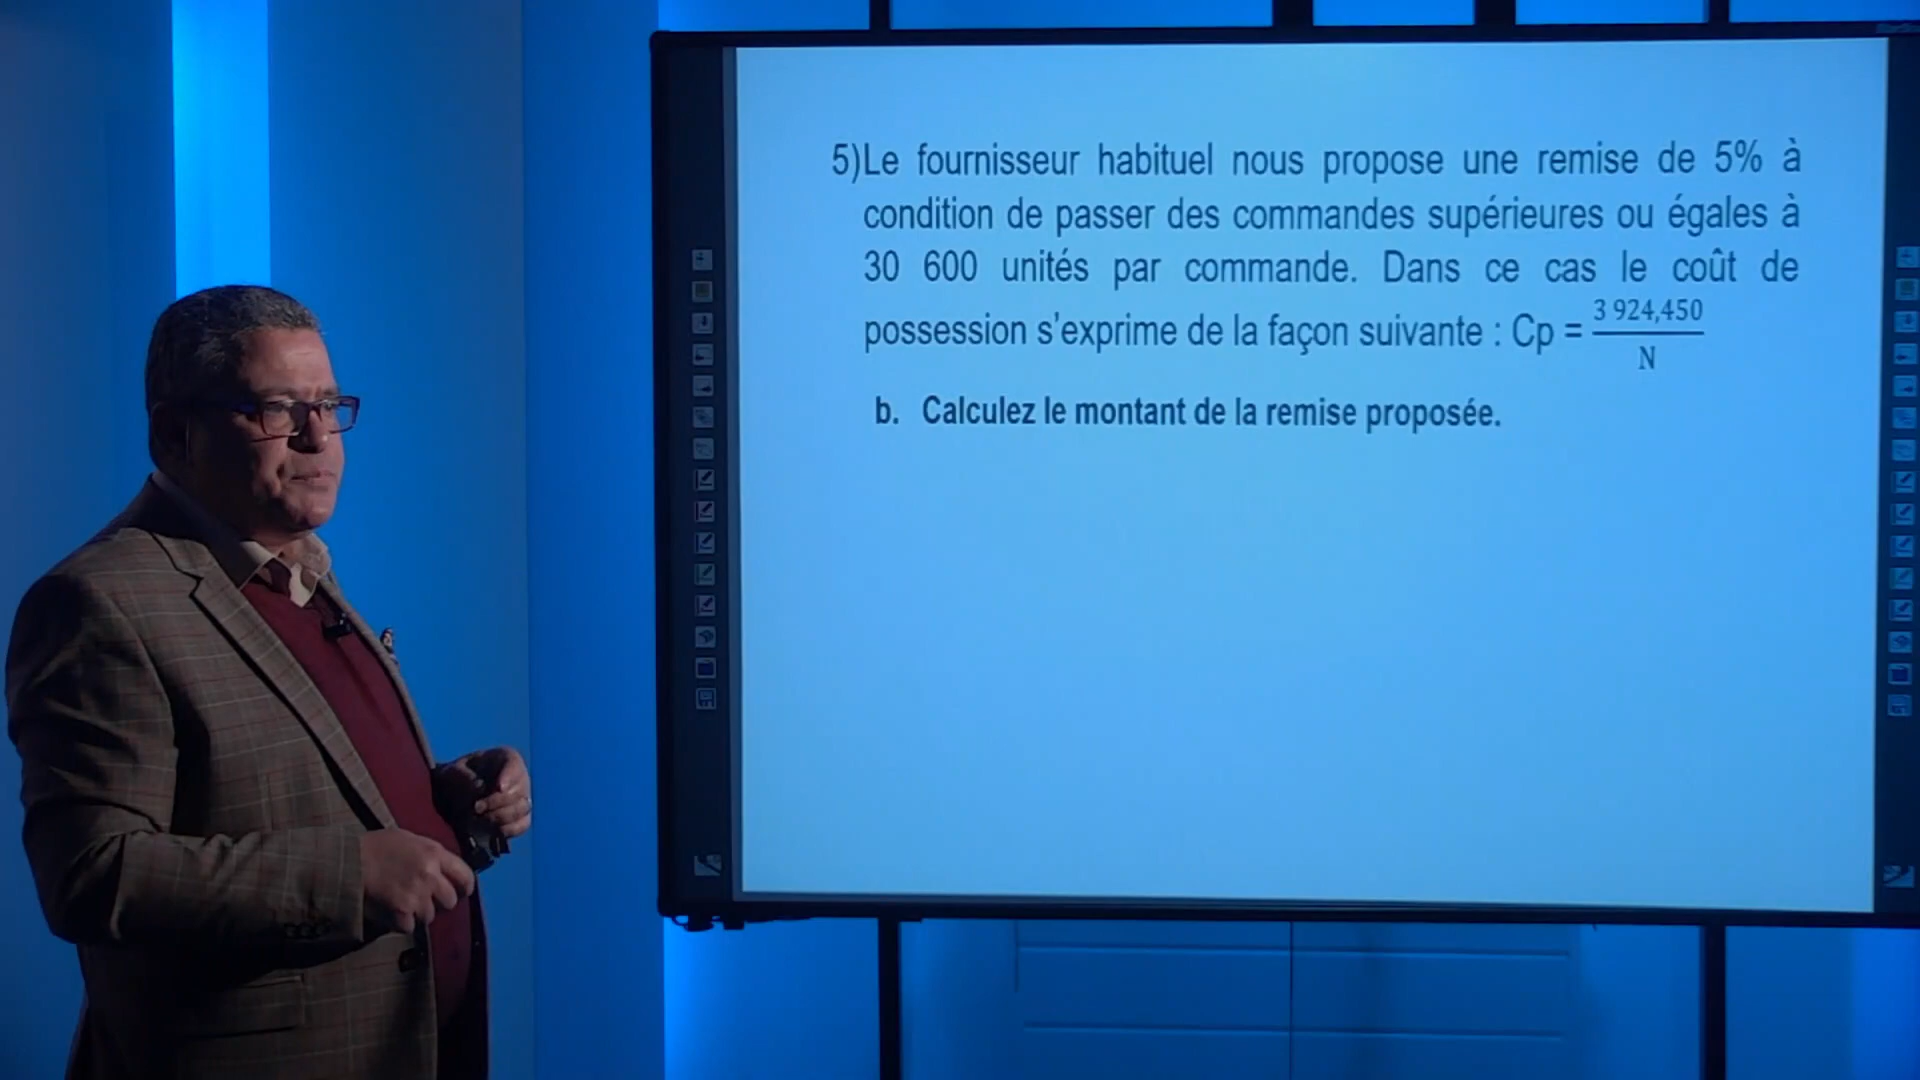 5)Le fournisseur habituel nous propose une remise de 5% à
condition de passer des commandes supérieures ou égales à
30 600 unités par commande. Dans ce cas le coût de
possession s'exprime de la façon suivante : Cp = 3 924,450 / N
b. Calculez le montant de la remise proposée.